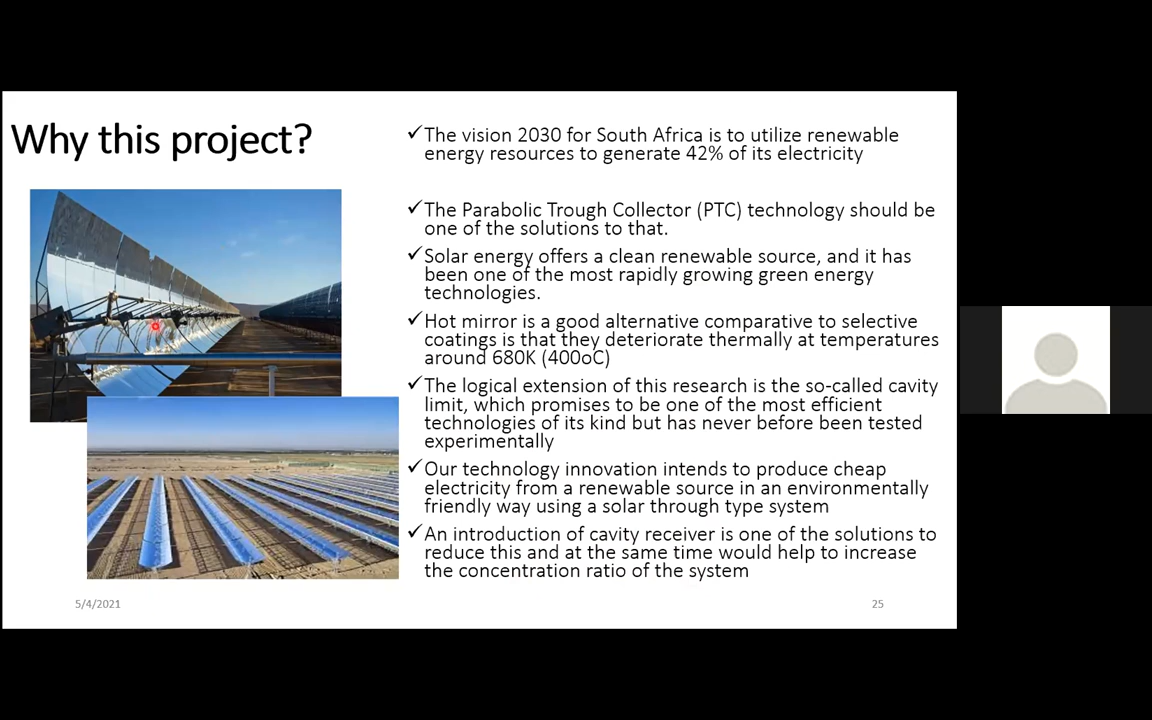 Why this project?
✓The vision 2030 for South Africa is to utilize renewable
energy resources to generate 42% of its electricity
✓The Parabolic Trough Collector (PTC) technology should be
one of the solutions to that.
✓Solar energy offers a clean renewable source, and it has
been one of the most rapidly growing green energy
technologies.
✓Hot mirror is a good alternative comparative to selective
coatings is that they deteriorate thermally at temperatures
around 680K (400oC)
✓The logical extension of this research is the so-called cavity
limit, which promises to be one of the most efficient
technologies of its kind but has never before been tested
experimentally
✓Our technology innovation intends to produce cheap
electricity from a renewable source in an environmentally
friendly way using a solar through type system
✓An introduction of cavity receiver is one of the solutions to
reduce this and at the same time would help to increase
the concentration ratio of the system
5/4/2021
25